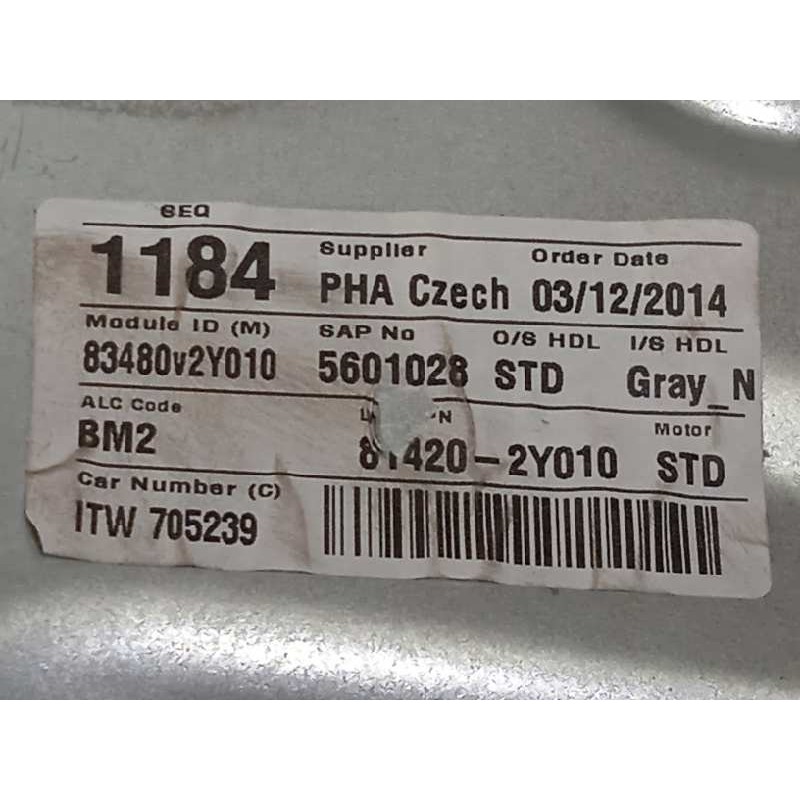 SEQ
1184 Supplier Order Date
PHA Czech 03/12/2014
Module ID (M) SAP No O/S HDL I/S HDL
83480v2Y010 5601028 STD Gray_N
ALC Code Motor
BM2 81420-2Y010 STD
Car Number (C)
ITW 705239